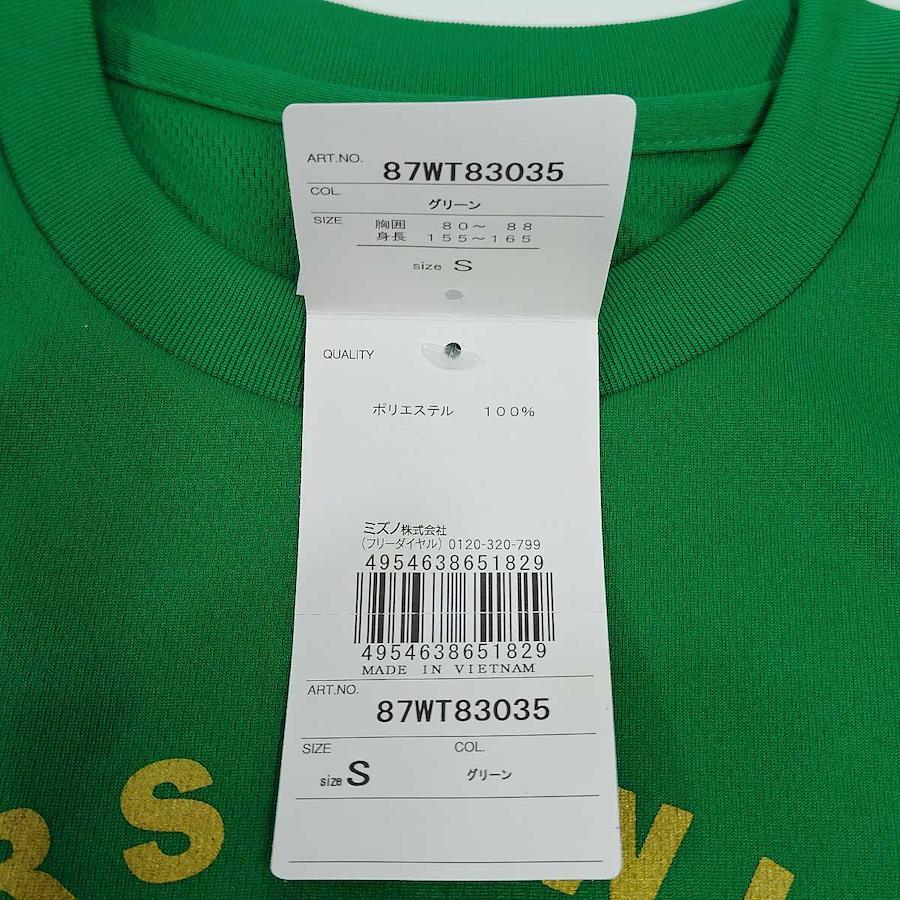 ART.NO. 87WT83035
COL.
グリーン
SIZE 胸囲 80～ 88
身長 155～165
size S
QUALITY
ポリエステル 100%
ミズノ株式会社
(フリーダイヤル) 0120-320-799
4954638651829
4954638651829
MADE IN VIETNAM
ART.NO.
87WT83035
SIZE COL.
size S グリーン